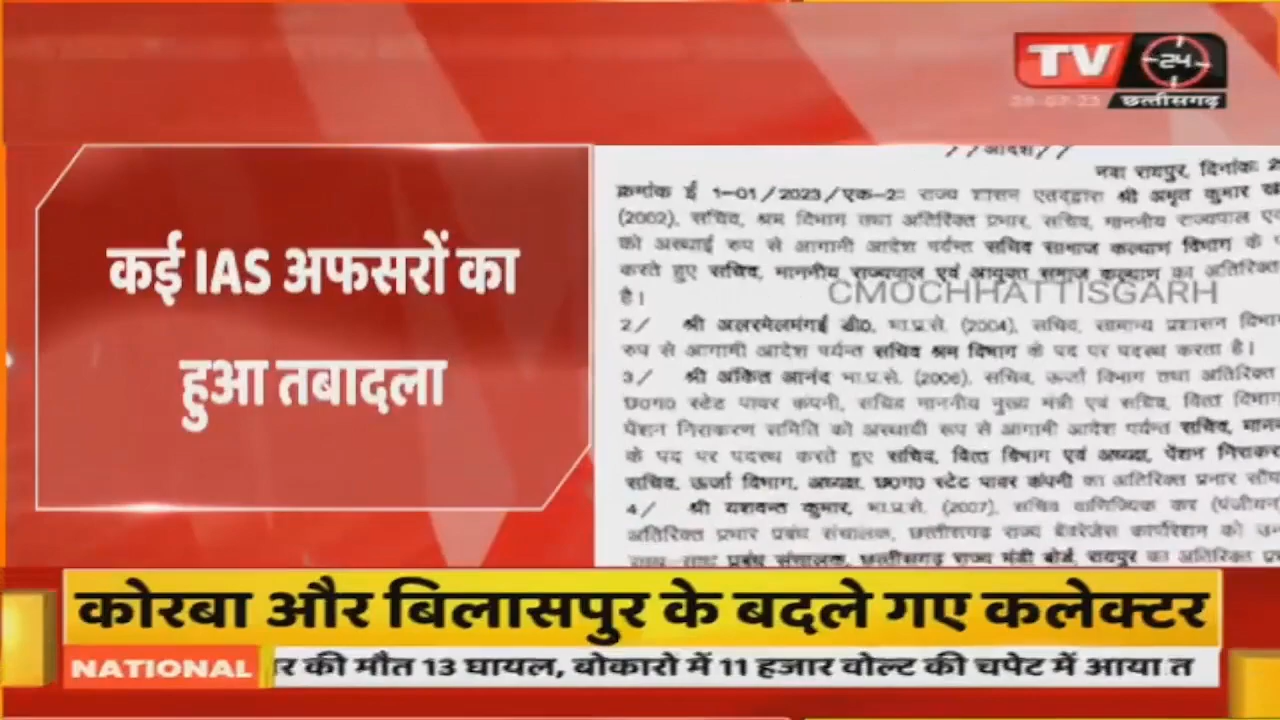 TV 24
छत्तीसगढ़
कई IAS अफसरों का
हुआ तबादला
//आदेश//
नवा रायपुर, दिनांकः 2
क्रमांक ई 1-01/2023/एक-2ः राज्य शासन एतद्द्वारा श्री अमृत कुमार
(2002), सचिव, श्रम विभाग तथा अतिरिक्त प्रभार, सचिव, माननीय राज्यपाल एव
को अस्थाई रुप से आगामी आदेश पर्यन्त सचिव सामाज कल्याण विभाग के
करते हुए सचिव, माननीय राज्यपाल एवं आयुक्त समाज कल्याण का अतिरिक्त
है।
CMOCHHATTISGARH
2/ श्री अलरमेलमंगई डी0, भा.प्र.से. (2004), सचिव, सामान्य प्रशासन विभा
रुप से आगामी आदेश पर्यन्त सचिव श्रम विभाग के पद पर पदस्थ करता है।
3/ श्री अंकित आनंद भा.प्र.से. (2006), सचिव, ऊर्जा विभाग तथा अतिरिक्त
छ0ग0 स्टेट पावर कंपनी, सचिव माननीय मुख्य मंत्री एवं सचिव, वित्त विभाग
पेंशन निराकरण समिति को अस्थायी रूप से आगामी आदेश पर्यन्त सचिव, मान
के पद पर पदस्थ करते हुए सचिव, वित्त विभाग एवं अध्यक्ष, पेंशन निराकर
सचिव, ऊर्जा विभाग, अध्यक्ष, छ0ग0 स्टेट पावर कंपनी का अतिरिक्त प्रभार सौंप
4/ श्री यशवन्त कुमार, भा.प्र.से. (2007), सचिव वाणिज्यिक कर (पंजीयन
अतिरिक्त प्रभार प्रबंध संचालक, छत्तीसगढ़ राज्य बेवरेजेस कार्पोरेशन को
प्रबंध संचालक, छत्तीसगढ़ राज्य मंडी बोर्ड, रायपुर का अतिरिक्त
कोरबा और बिलासपुर के बदले गए कलेक्टर
NATIONAL र की मौत 13 घायल, बोकारो में 11 हजार वोल्ट की चपेट में आया त